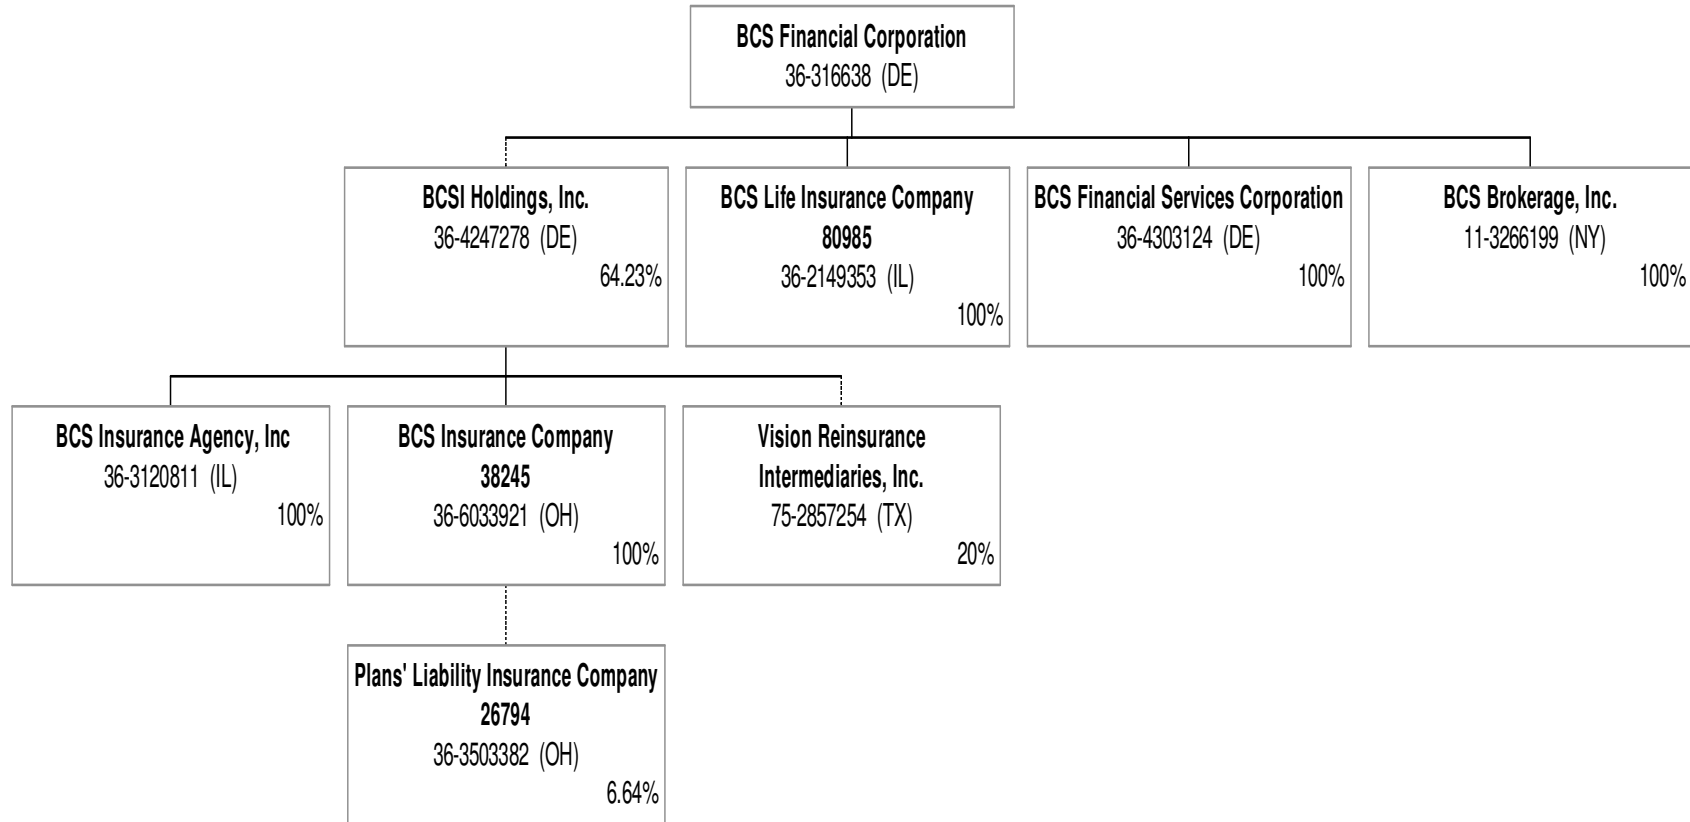 BCS Financial Corporation
36-316638 (DE)
BCSI Holdings, Inc.
36-4247278 (DE)
64.23%
BCS Life Insurance Company
80985
36-2149353 (IL)
100%
BCS Financial Services Corporation
36-4303124 (DE)
100%
BCS Brokerage, Inc.
11-3266199 (NY)
100%
BCS Insurance Agency, Inc
36-3120811 (IL)
100%
BCS Insurance Company
38245
36-6033921 (OH)
100%
Vision Reinsurance
Intermediaries, Inc.
75-2857254 (TX)
20%
Plans' Liability Insurance Company
26794
36-3503382 (OH)
6.64%